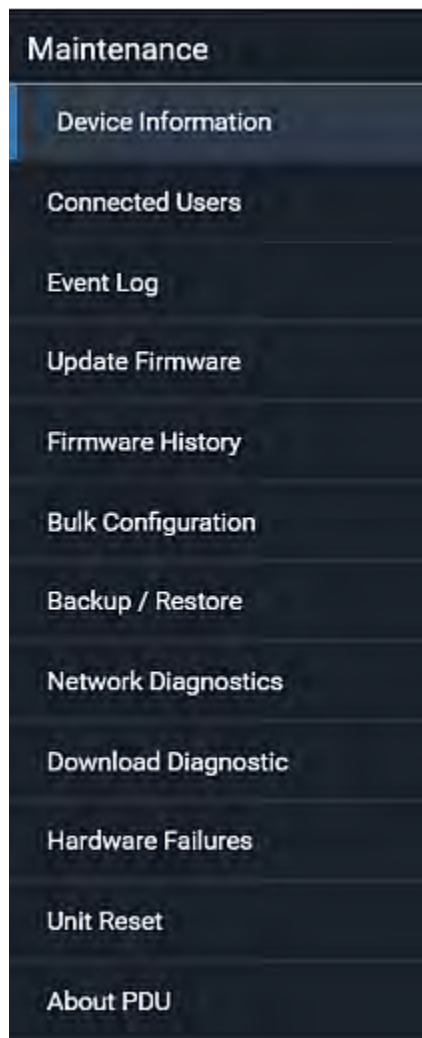 Maintenance
Device Information
Connected Users
Event Log
Update Firmware
Firmware History
Bulk Configuration
Backup / Restore
Network Diagnostics
Download Diagnostic
Hardware Failures
Unit Reset
About PDU